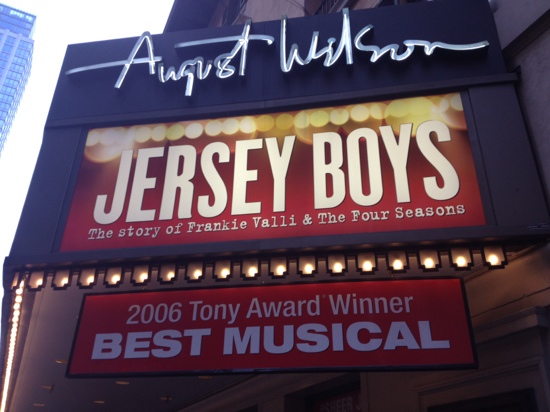 August Wilson
JERSEY BOYS
The story of Frankie Valli & The Four Seasons
2006 Tony Award Winner
BEST MUSICAL